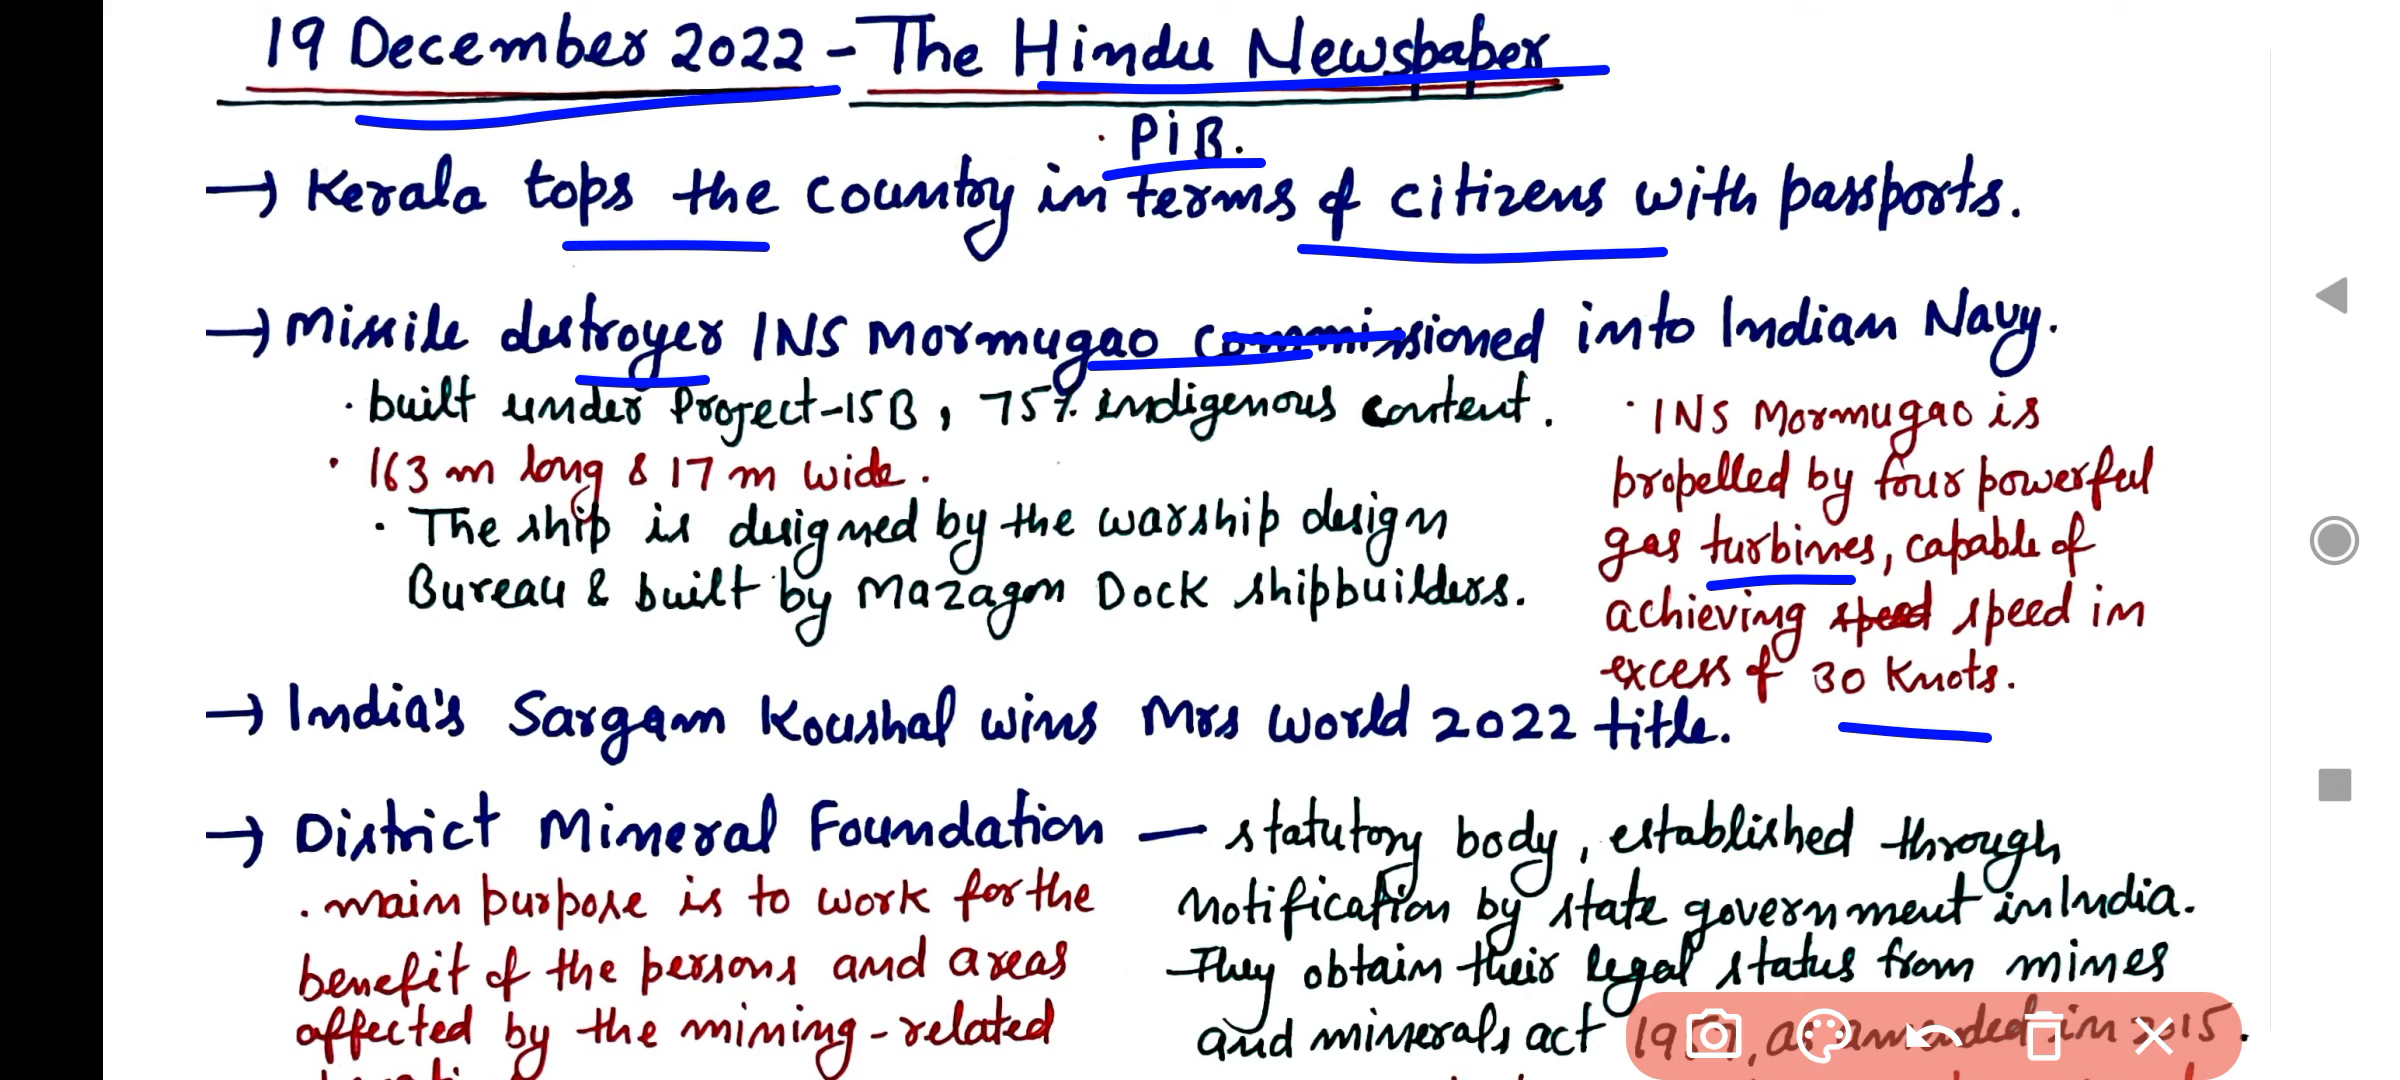 19 December 2022 - The Hindu Newspaper
PiB.
→ Kerala tops the country in terms of citizens with passports.
→ Missile destroyer INS Mormugao commissioned into Indian Navy.
· built under Project-15B, 75% indigenous content.
· 163 m long & 17 m wide.
· The ship is designed by the warship design
Bureau & built by Mazagon Dock shipbuilders.
· INS Mormugao is
propelled by four powerful
gas turbines, capable of
achieving speed speed in
excess of 30 Knots.
→ India's Sargam Koushal wins Mrs World 2022 title.
→ District Mineral Foundation — statutory body, established through
notification by state government in India.
They obtain their legal status from mines
and minerals act 1957, as amended in 2015.
· main purpose is to work for the
benefit of the persons and areas
affected by the mining-related